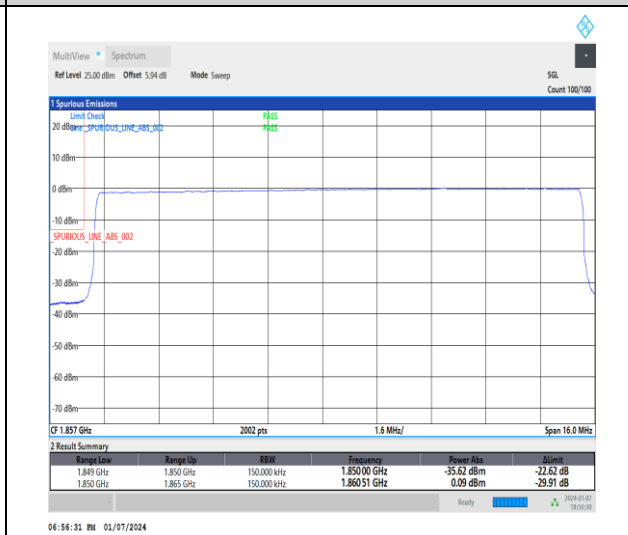 MultiView Spectrum
Ref Level 25.00 dBm Offset 5.94 dB Mode Sweep SGL
Count 100/100
1 Spurious Emissions
Limit Check PASS
20 dBm Line _SPURIOUS_LINE_ABS_002 PASS
10 dBm
0 dBm
-10 dBm
_SPURIOUS_LINE_ABS_002
-20 dBm
-30 dBm
-40 dBm
-50 dBm
-60 dBm
-70 dBm
CF 1.857 GHz 2002 pts 1.6 MHz/ Span 16.0 MHz
2 Result Summary
Range Low Range Up RBW Frequency Power Abs ΔLimit
1.849 GHz 1.850 GHz 150.000 kHz 1.85000 GHz -35.62 dBm -22.62 dB
1.850 GHz 1.865 GHz 150.000 kHz 1.86051 GHz 0.09 dBm -29.91 dB
Ready 2024-01-07
18:56:30
06:56:31 PM 01/07/2024